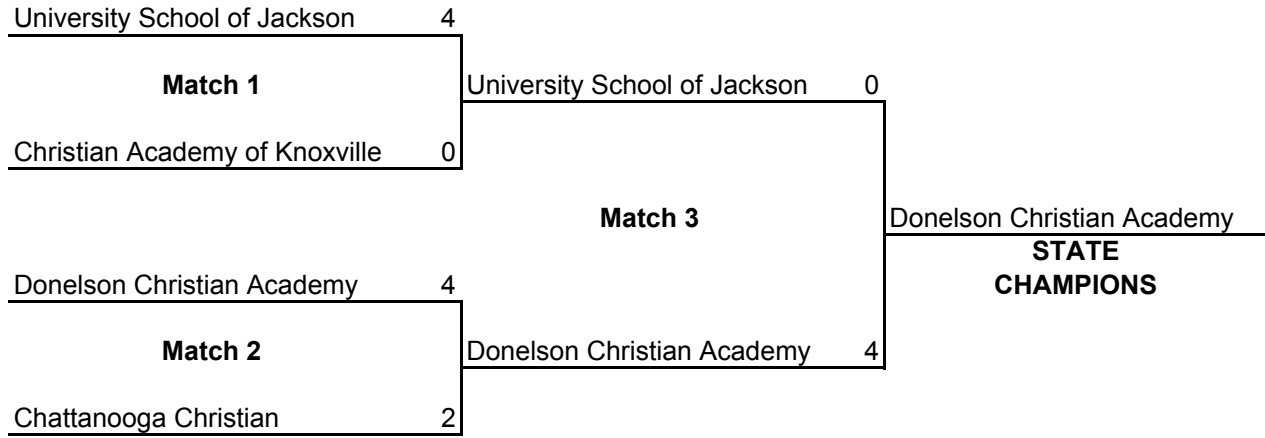 University School of Jackson 4
Match 1
University School of Jackson 0
Christian Academy of Knoxville 0
Match 3
Donelson Christian Academy
STATE
CHAMPIONS
Donelson Christian Academy 4
Match 2
Donelson Christian Academy 4
Chattanooga Christian 2